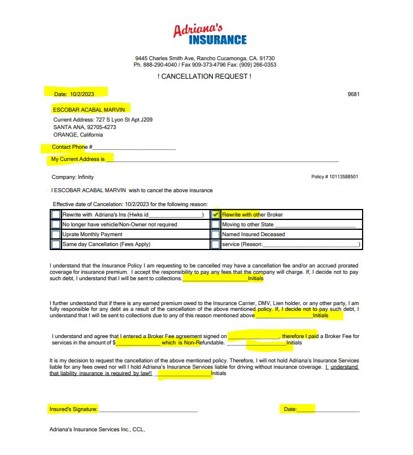 Adriana's
INSURANCE
9445 Charles Smith Ave, Rancho Cucamonga, CA. 91730
Ph. 888-290-4040 / Fax 909-373-4796 Fax: (909) 266-0353
! CANCELLATION REQUEST !
Date: 10/2/2023 9681
ESCOBAR ACABAL MARVIN
Current Address: 727 S Lyon St Apt J209
SANTA ANA, 92705-4273
ORANGE, California
Contact Phone #
My Current Address is
Company: Infinity Policy # 10113588501
I ESCOBAR ACABAL MARVIN wish to cancel the above insurance
Effective date of Cancelation: 10/2/2023 for the following reason:
Rewrite with Adriana's Ins (Hwks id____) ✓ Rewrite with other Broker
No longer have vehicle/Non-Owner not required Moving to other State
Uprate Monthly Payment Named Insured Deceased
Same day Cancellation (Fees Apply) service (Reason:____)
I understand that the Insurance Policy I am requesting to be cancelled may have a cancellation fee and/or an accrued prorated
coverage for insurance premium. I accept the responsibility to pay any fees that the company will charge. If, I decide not to pay
such debt, I understand that I will be sent to collections.____Initials
I further understand that if there is any earned premium owed to the Insurance Carrier, DMV, Lien holder, or any other party, I am
fully responsible for any debt as a result of the cancellation of the above mentioned policy. If, I decide not to pay such debt, I
understand that I will be sent to collections due to any of the reason mentioned above____Initials
I understand and agree that I entered a Broker Fee agreement signed on ____, therefore I paid a Broker Fee for
services in the amount of $____which is Non-Refundable. ____Initials
It is my decision to request the cancellation of the above mentioned policy. Therefore, I will not hold Adriana's Insurance Services
liable for any fees owed nor will I hold Adriana's Insurance Services liable for driving without insurance coverage. I, understand
that liability insurance is required by law!! ____Initials
Insured's Signature: ____ Date:____
Adriana's Insurance Services Inc., CCL.